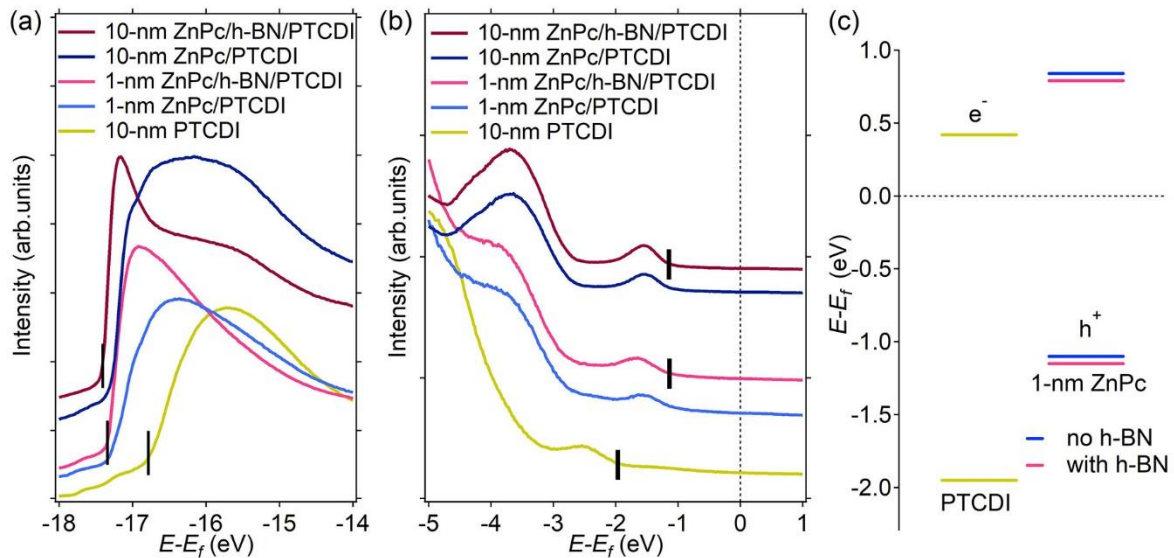 (a)
10-nm ZnPc/h-BN/PTCDI
10-nm ZnPc/PTCDI
1-nm ZnPc/h-BN/PTCDI
1-nm ZnPc/PTCDI
10-nm PTCDI
Intensity (arb.units)
-18 -17 -16 -15 -14
E-Ef (eV)
(b)
10-nm ZnPc/h-BN/PTCDI
10-nm ZnPc/PTCDI
1-nm ZnPc/h-BN/PTCDI
1-nm ZnPc/PTCDI
10-nm PTCDI
Intensity (arb.units)
-5 -4 -3 -2 -1 0 1
E-Ef (eV)
(c)
1.0
0.5
0.0
-0.5
-1.0
-1.5
-2.0
E-Ef (eV)
e-
h+
1-nm ZnPc
no h-BN
with h-BN
PTCDI